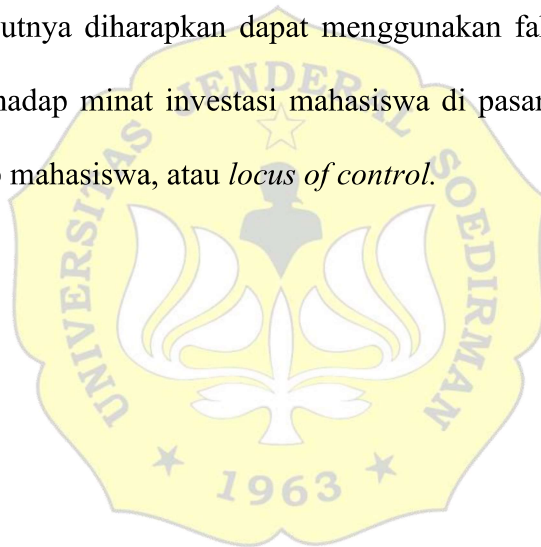 utnya diharapkan dapat menggunakan fa
hadap minat investasi mahasiswa di pasar
mahasiswa, atau locus of control.
UNIVERSITAS JENDERAL SOEDIRMAN
1963